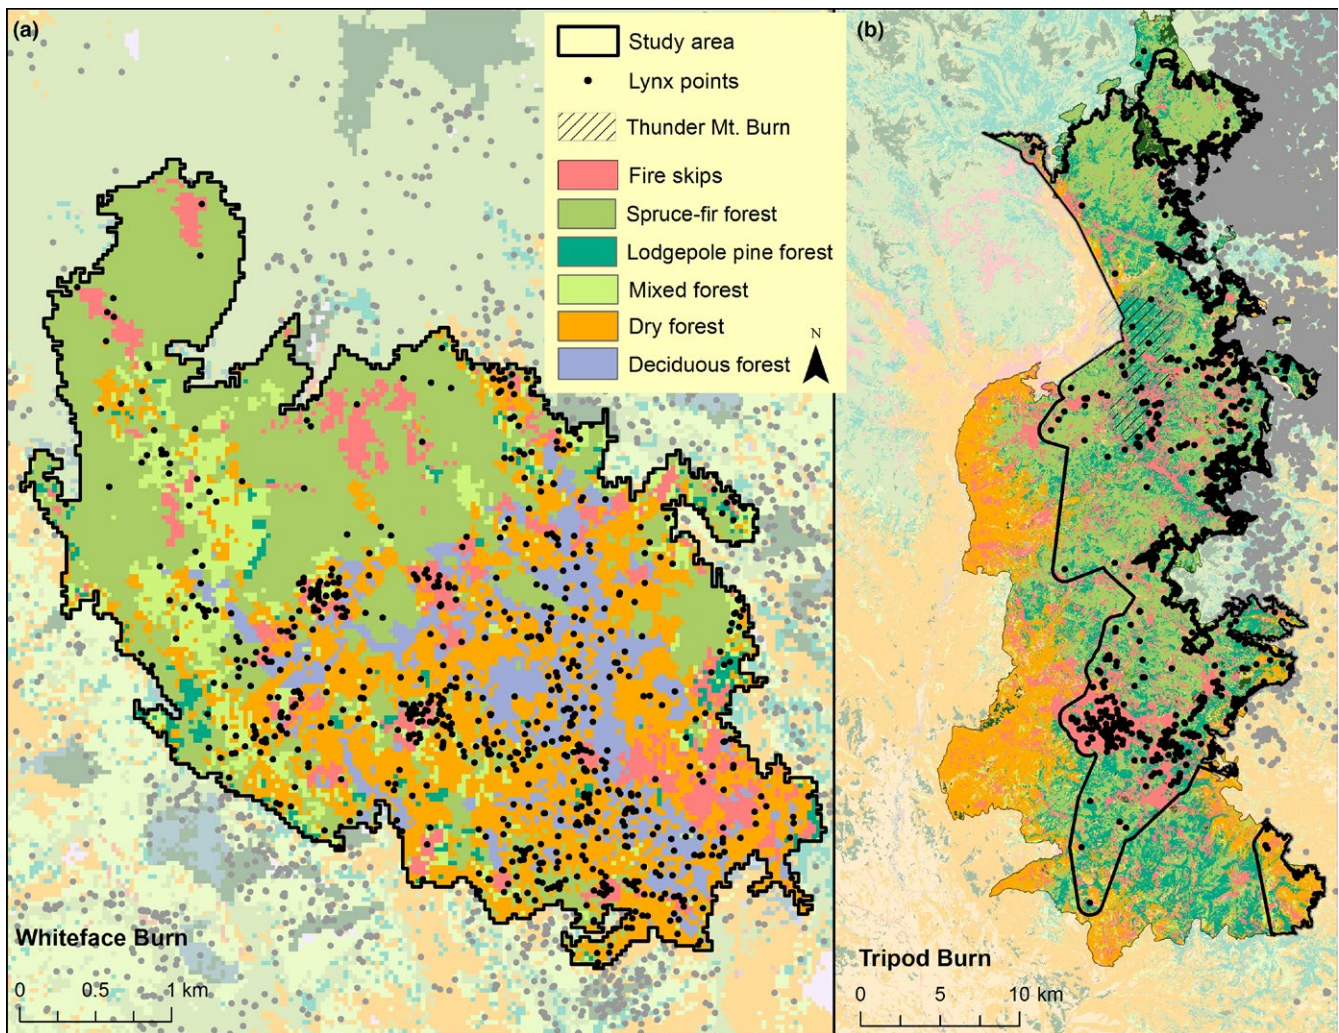 (a)
Study area
Lynx points
Thunder Mt. Burn
Fire skips
Spruce-fir forest
Lodgepole pine forest
Mixed forest
Dry forest
Deciduous forest
N
Whiteface Burn
0 0.5 1 km
(b)
Tripod Burn
0 5 10 km